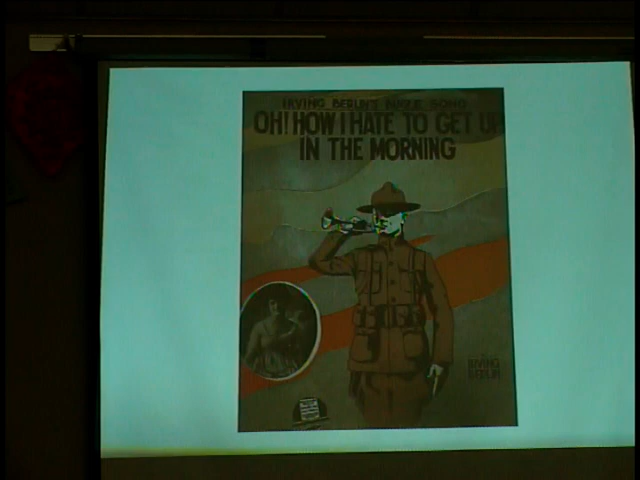 IRVING BERLIN'S BUGLE SONG
OH! HOW I HATE TO GET UP
IN THE MORNING
IRVING
BERLIN